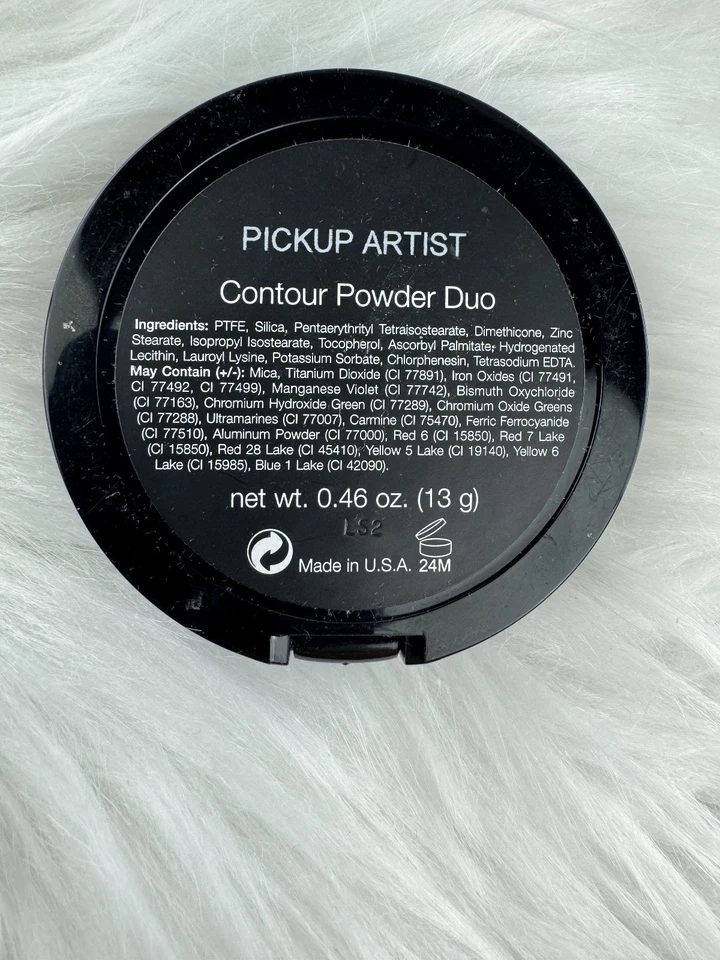 PICKUP ARTIST
Contour Powder Duo
Ingredients: PTFE, Silica, Pentaerythrityl Tetraisostearate, Dimethicone, Zinc
Stearate, Isopropyl Isostearate, Tocopherol, Ascorbyl Palmitate, Hydrogenated
Lecithin, Lauroyl Lysine, Potassium Sorbate, Chlorphenesin, Tetrasodium EDTA.
May Contain (+/-): Mica, Titanium Dioxide (CI 77891), Iron Oxides (CI 77491,
CI 77492, CI 77499), Manganese Violet (CI 77742), Bismuth Oxychloride
(CI 77163), Chromium Hydroxide Green (CI 77289), Chromium Oxide Greens
(CI 77288), Ultramarines (CI 77007), Carmine (CI 75470), Ferric Ferrocyanide
(CI 77510), Aluminum Powder (CI 77000), Red 6 (CI 15850), Red 7 Lake
(CI 15850), Red 28 Lake (CI 45410), Yellow 5 Lake (CI 19140), Yellow 6
Lake (CI 15985), Blue 1 Lake (CI 42090).
net wt. 0.46 oz. (13 g)
LS2
Made in U.S.A. 24M